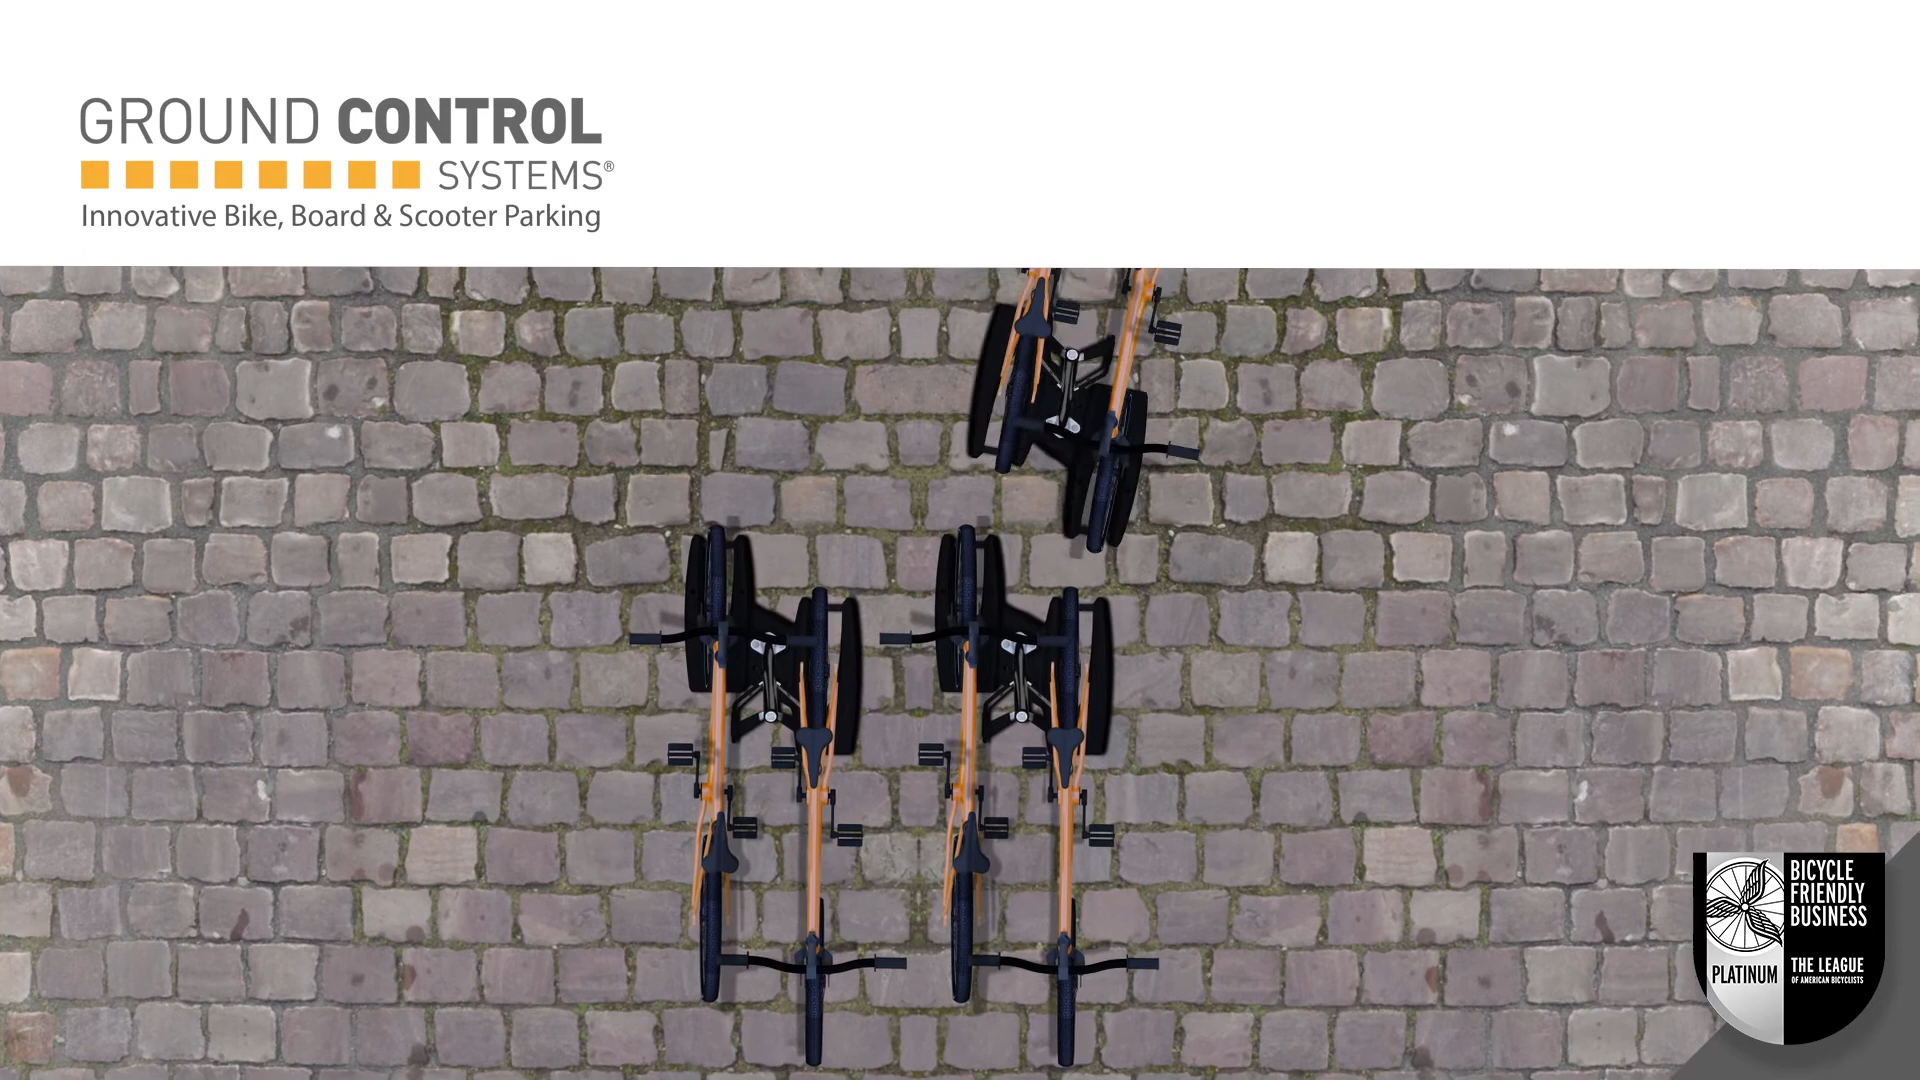 GROUND CONTROL
SYSTEMS®
Innovative Bike, Board & Scooter Parking
BICYCLE
FRIENDLY
BUSINESS
PLATINUM
THE LEAGUE
OF AMERICAN BICYCLISTS